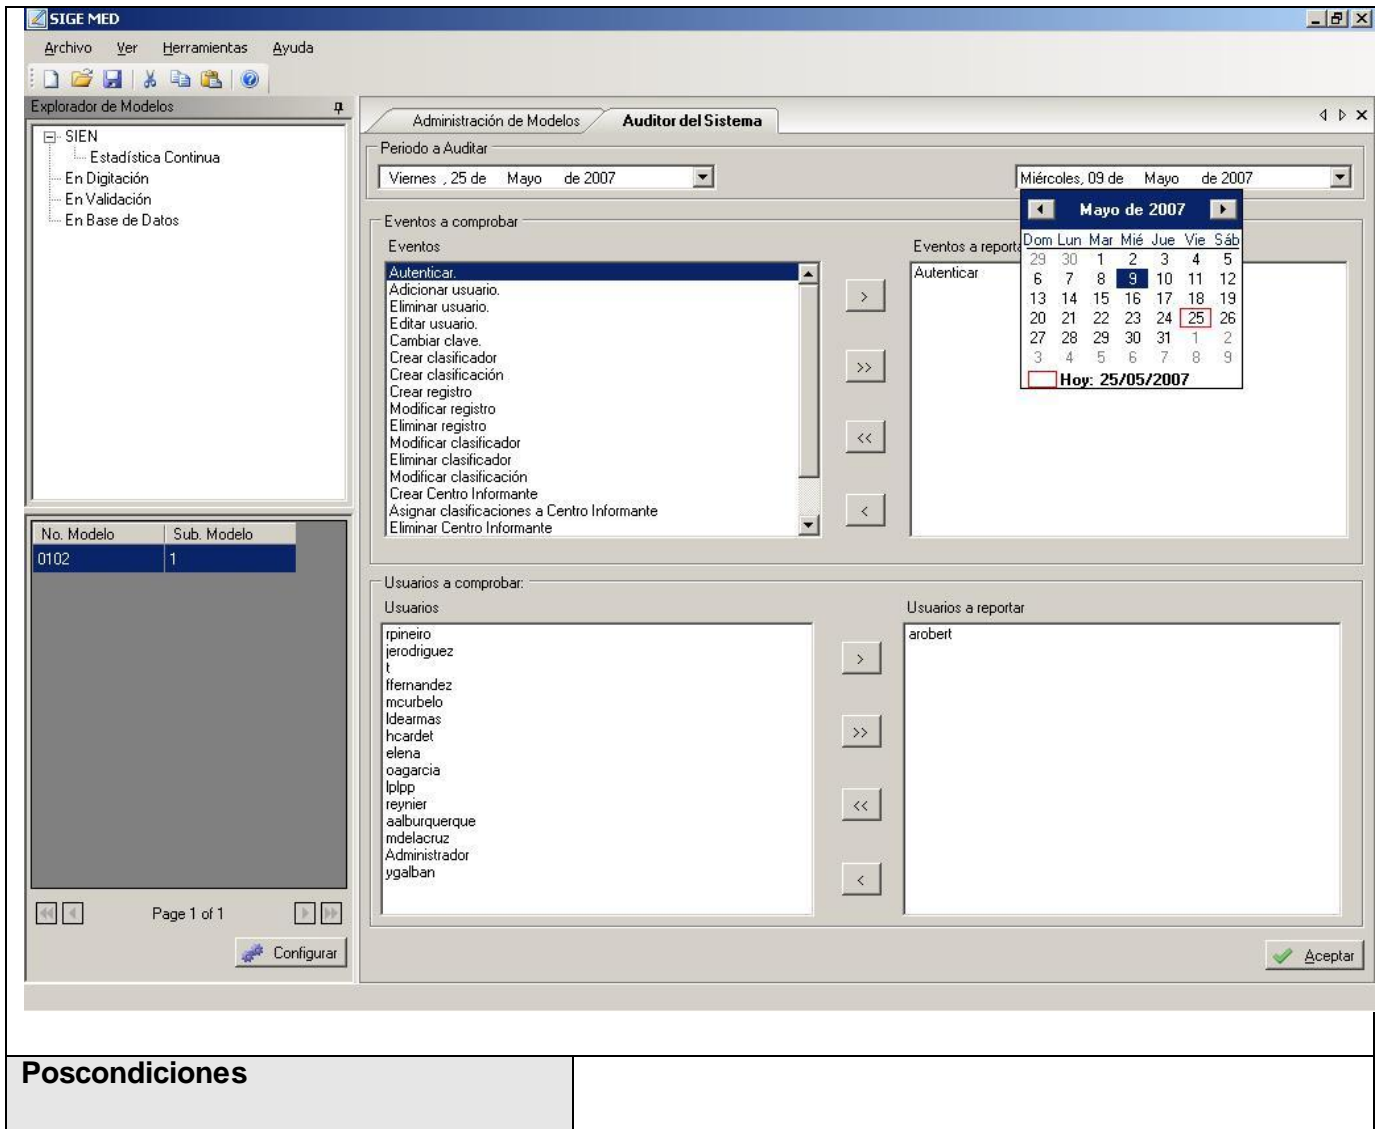 SIGE MED
Archivo Ver Herramientas Ayuda
Explorador de Modelos
SIEN
Estadística Continua
En Digitación
En Validación
En Base de Datos
No. Modelo Sub. Modelo
0102 1
Page 1 of 1
Configurar
Administración de Modelos Auditor del Sistema
Periodo a Auditar
Viernes , 25 de Mayo de 2007 Miércoles, 09 de Mayo de 2007
Mayo de 2007
Dom Lun Mar Mié Jue Vie Sáb
29 30 1 2 3 4 5
6 7 8 9 10 11 12
13 14 15 16 17 18 19
20 21 22 23 24 25 26
27 28 29 30 31 1 2
3 4 5 6 7 8 9
Hoy: 25/05/2007
Eventos a comprobar
Eventos
Autenticar.
Adicionar usuario.
Eliminar usuario.
Editar usuario.
Cambiar clave.
Crear clasificador
Crear clasificación
Crear registro
Modificar registro
Eliminar registro
Modificar clasificador
Eliminar clasificador
Modificar clasificación
Crear Centro Informante
Asignar clasificaciones a Centro Informante
Eliminar Centro Informante
>
>>
<<
<
Eventos a reporta
Autenticar
Usuarios a comprobar:
Usuarios
rpineiro
jerodriguez
t
ffernandez
mcurbelo
ldearmas
hcardet
elena
oagarcia
lplpp
reynier
aalburquerque
mdelacruz
Administrador
ygalban
>
>>
<<
<
Usuarios a reportar
arobert
Aceptar
Poscondiciones